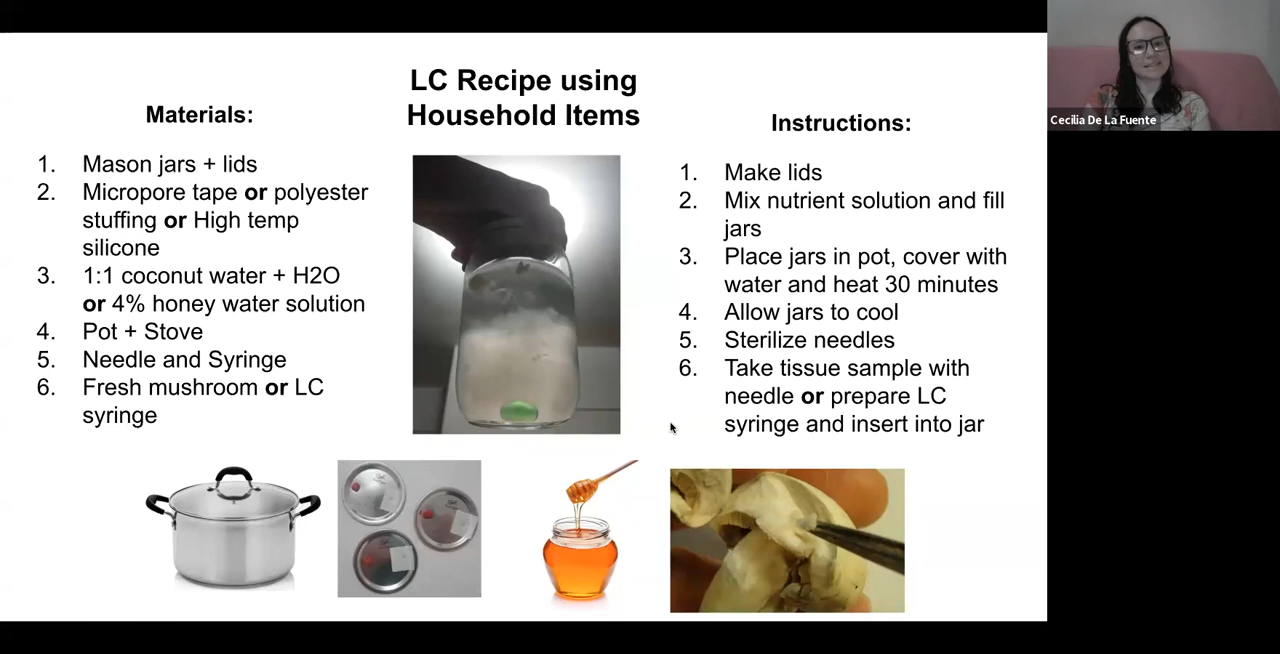 LC Recipe using
Household Items
Materials:
1. Mason jars + lids
2. Micropore tape or polyester
stuffing or High temp
silicone
3. 1:1 coconut water + H2O
or 4% honey water solution
4. Pot + Stove
5. Needle and Syringe
6. Fresh mushroom or LC
syringe
Instructions:
1. Make lids
2. Mix nutrient solution and fill
jars
3. Place jars in pot, cover with
water and heat 30 minutes
4. Allow jars to cool
5. Sterilize needles
6. Take tissue sample with
needle or prepare LC
syringe and insert into jar
Cecilia De La Fuente